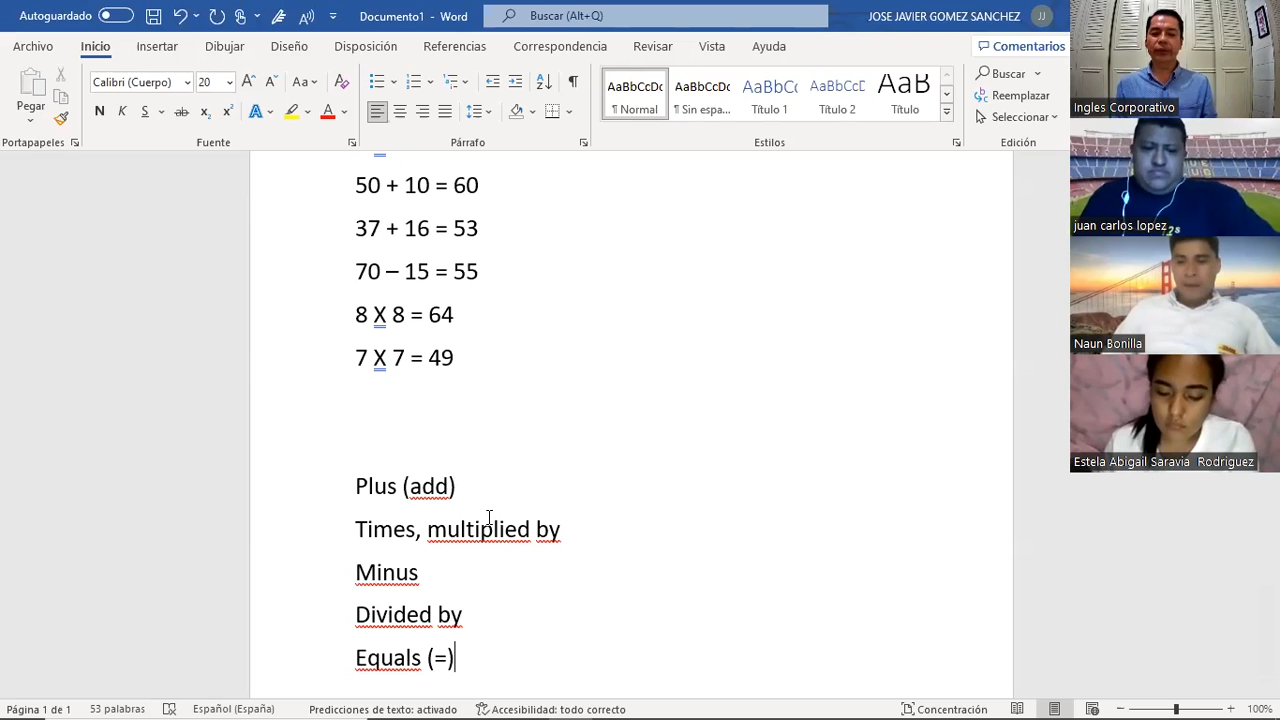 Autoguardado Documento1 - Word Buscar (Alt+Q) JOSE JAVIER GOMEZ SANCHEZ JJ
Archivo Inicio Insertar Dibujar Diseño Disposición Referencias Correspondencia Revisar Vista Ayuda Comentarios
Pegar
Calibri (Cuerpo) 20
AaBbCcDc AaBbCcDc AaBbCc AaBbCcC AaB
¶ Normal ¶ Sin espa... Título 1 Título 2 Título
Buscar
Reemplazar
Seleccionar
Portapapeles Fuente Párrafo Estilos Edición
50 + 10 = 60
37 + 16 = 53
70 – 15 = 55
8 X 8 = 64
7 X 7 = 49
Plus (add)
Times, multiplied by
Minus
Divided by
Equals (=)
Página 1 de 1 53 palabras Español (España) Predicciones de texto: activado Accesibilidad: todo correcto Concentración 100%
Ingles Corporativo
juan carlos lopez
Naun Bonilla
Estela Abigail Saravia Rodriguez